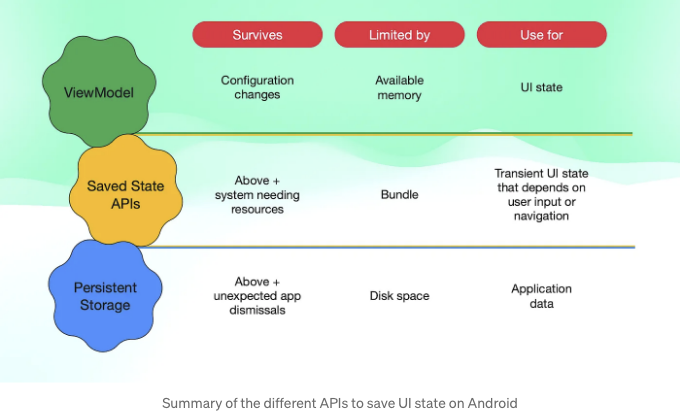 Survives
Limited by
Use for
ViewModel
Configuration
changes
Available
memory
UI state
Saved State
APIs
Above +
system needing
resources
Bundle
Transient UI state
that depends on
user input or
navigation
Persistent
Storage
Above +
unexpected app
dismissals
Disk space
Application
data
Summary of the different APIs to save UI state on Android